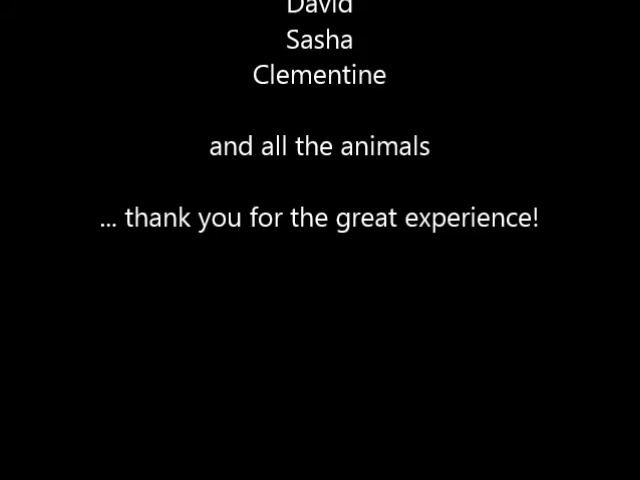 David
Sasha
Clementine
and all the animals
... thank you for the great experience!